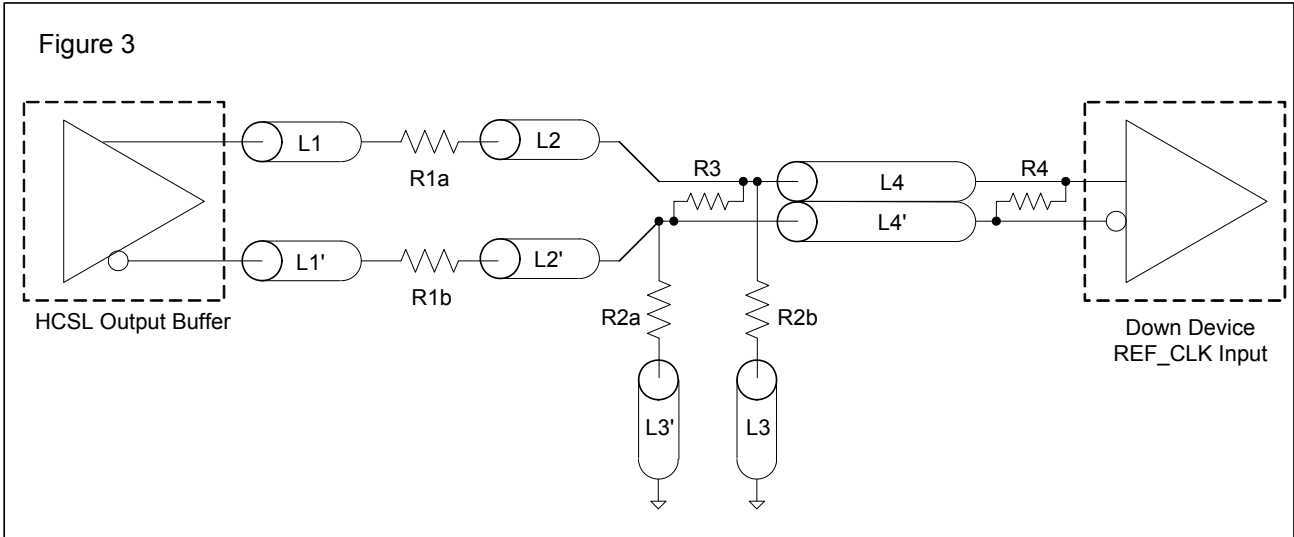 Figure 3
L1
R1a
L2
R3
L4
R4
L4'
L1'
R1b
L2'
HCSL Output Buffer
R2a
R2b
Down Device
REF_CLK Input
L3'
L3